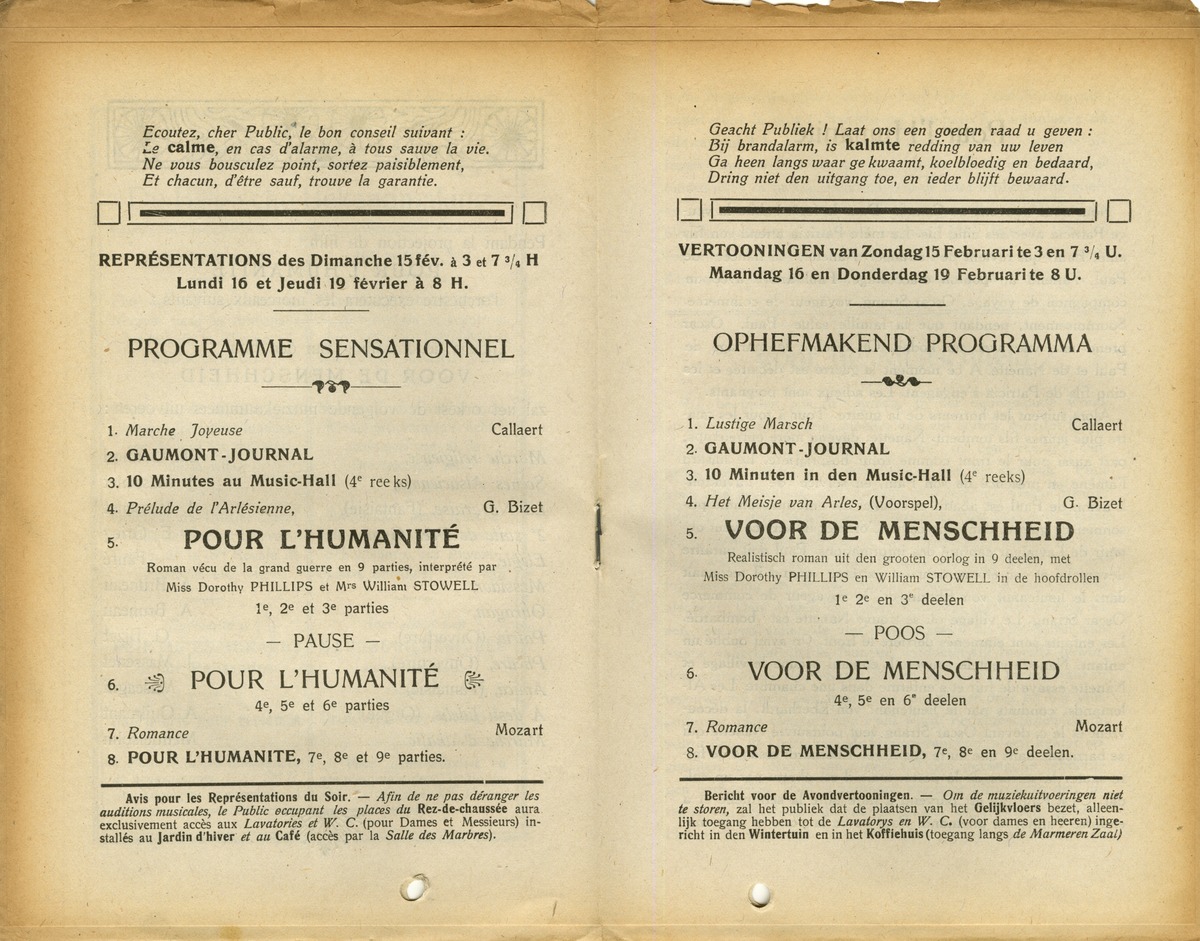 Ecoutez, cher Public, le bon conseil suivant :
Le calme, en cas d'alarme, à tous sauve la vie.
Ne vous bousculez point, sortez paisiblement,
Et chacun, d'être sauf, trouve la garantie.
REPRÉSENTATIONS des Dimanche 15 fév. à 3 et 7 3/4 H
Lundi 16 et Jeudi 19 février à 8 H.
PROGRAMME SENSATIONNEL
1. Marche Joyeuse Callaert
2. GAUMONT-JOURNAL
3. 10 Minutes au Music-Hall (4e reeks)
4. Prélude de l'Arlésienne, G. Bizet
5. POUR L'HUMANITÉ
Roman vécu de la grand guerre en 9 parties, interprété par
Miss Dorothy PHILLIPS et Mrs William STOWELL
1e, 2e et 3e parties
— PAUSE —
6. POUR L'HUMANITÉ
4e, 5e et 6e parties
7. Romance Mozart
8. POUR L'HUMANITE, 7e, 8e et 9e parties.
Avis pour les Représentations du Soir. — Afin de ne pas déranger les
auditions musicales, le Public occupant les places du Rez-de-chaussée aura
exclusivement accès aux Lavatories et W. C. (pour Dames et Messieurs) in-
stallés au Jardin d'hiver et au Café (accès par la Salle des Marbres).
Geacht Publiek ! Laat ons een goeden raad u geven :
Bij brandalarm, is kalmte redding van uw leven
Ga heen langs waar ge kwaamt, koelbloedig en bedaard,
Dring niet den uitgang toe, en ieder blijft bewaard.
VERTOONINGEN van Zondag 15 Februari te 3 en 7 3/4 U.
Maandag 16 en Donderdag 19 Februari te 8 U.
OPHEFMAKEND PROGRAMMA
1. Lustige Marsch Callaert
2. GAUMONT-JOURNAL
3. 10 Minuten in den Music-Hall (4e reeks)
4. Het Meisje van Arles, (Voorspel), G. Bizet
5. VOOR DE MENSCHHEID
Realistisch roman uit den grooten oorlog in 9 deelen, met
Miss Dorothy PHILLIPS en William STOWELL in de hoofdrollen
1e 2e en 3e deelen
— POOS —
6. VOOR DE MENSCHHEID
4e, 5e en 6e deelen
7. Romance Mozart
8. VOOR DE MENSCHHEID, 7e, 8e en 9e deelen.
Bericht voor de Avondvertooningen. — Om de muziekuitvoeringen niet
te storen, zal het publiek dat de plaatsen van het Gelijkvloers bezet, alleen-
lijk toegang hebben tot de Lavatorys en W. C. (voor dames en heeren) inge-
richt in den Wintertuin en in het Koffiehuis (toegang langs de Marmeren Zaal)